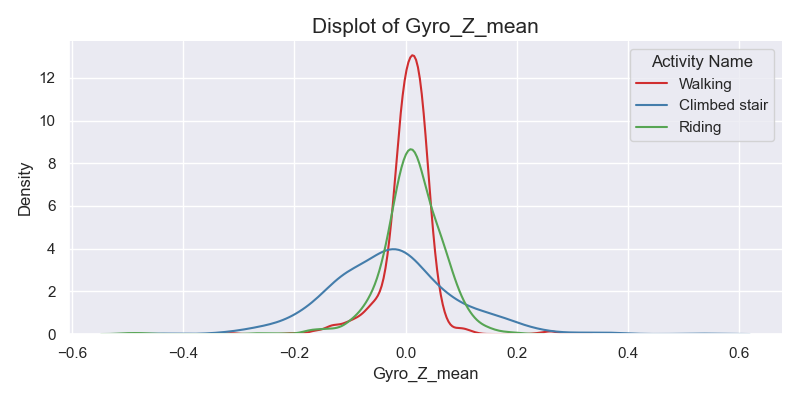 Displot of Gyro_Z_mean
Activity Name
Walking
Climbed stair
Riding
Density
12
10
8
6
4
2
0
−0.6 −0.4 −0.2 0.0 0.2 0.4 0.6
Gyro_Z_mean